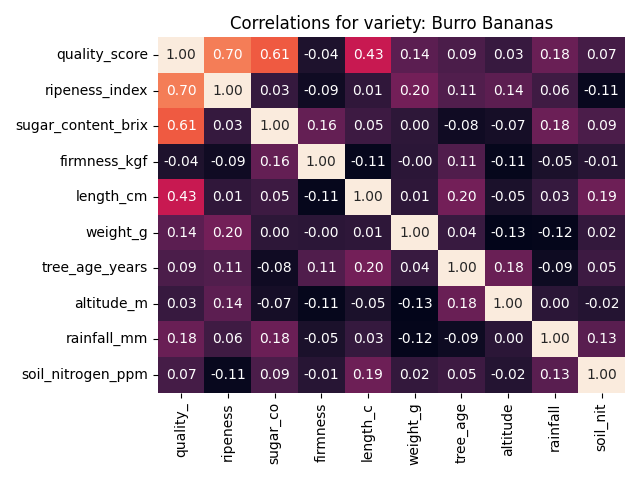 Correlations for variety: Burro Bananas
quality_score 1.00 0.70 0.61 -0.04 0.43 0.14 0.09 0.03 0.18 0.07
ripeness_index 0.70 1.00 0.03 -0.09 0.01 0.20 0.11 0.14 0.06 -0.11
sugar_content_brix 0.61 0.03 1.00 0.16 0.05 0.00 -0.08 -0.07 0.18 0.09
firmness_kgf -0.04 -0.09 0.16 1.00 -0.11 -0.00 0.11 -0.11 -0.05 -0.01
length_cm 0.43 0.01 0.05 -0.11 1.00 0.01 0.20 -0.05 0.03 0.19
weight_g 0.14 0.20 0.00 -0.00 0.01 1.00 0.04 -0.13 -0.12 0.02
tree_age_years 0.09 0.11 -0.08 0.11 0.20 0.04 1.00 0.18 -0.09 0.05
altitude_m 0.03 0.14 -0.07 -0.11 -0.05 -0.13 0.18 1.00 0.00 -0.02
rainfall_mm 0.18 0.06 0.18 -0.05 0.03 -0.12 -0.09 0.00 1.00 0.13
soil_nitrogen_ppm 0.07 -0.11 0.09 -0.01 0.19 0.02 0.05 -0.02 0.13 1.00
quality_ ripeness sugar_co firmness length_c weight_g tree_age altitude rainfall soil_nit